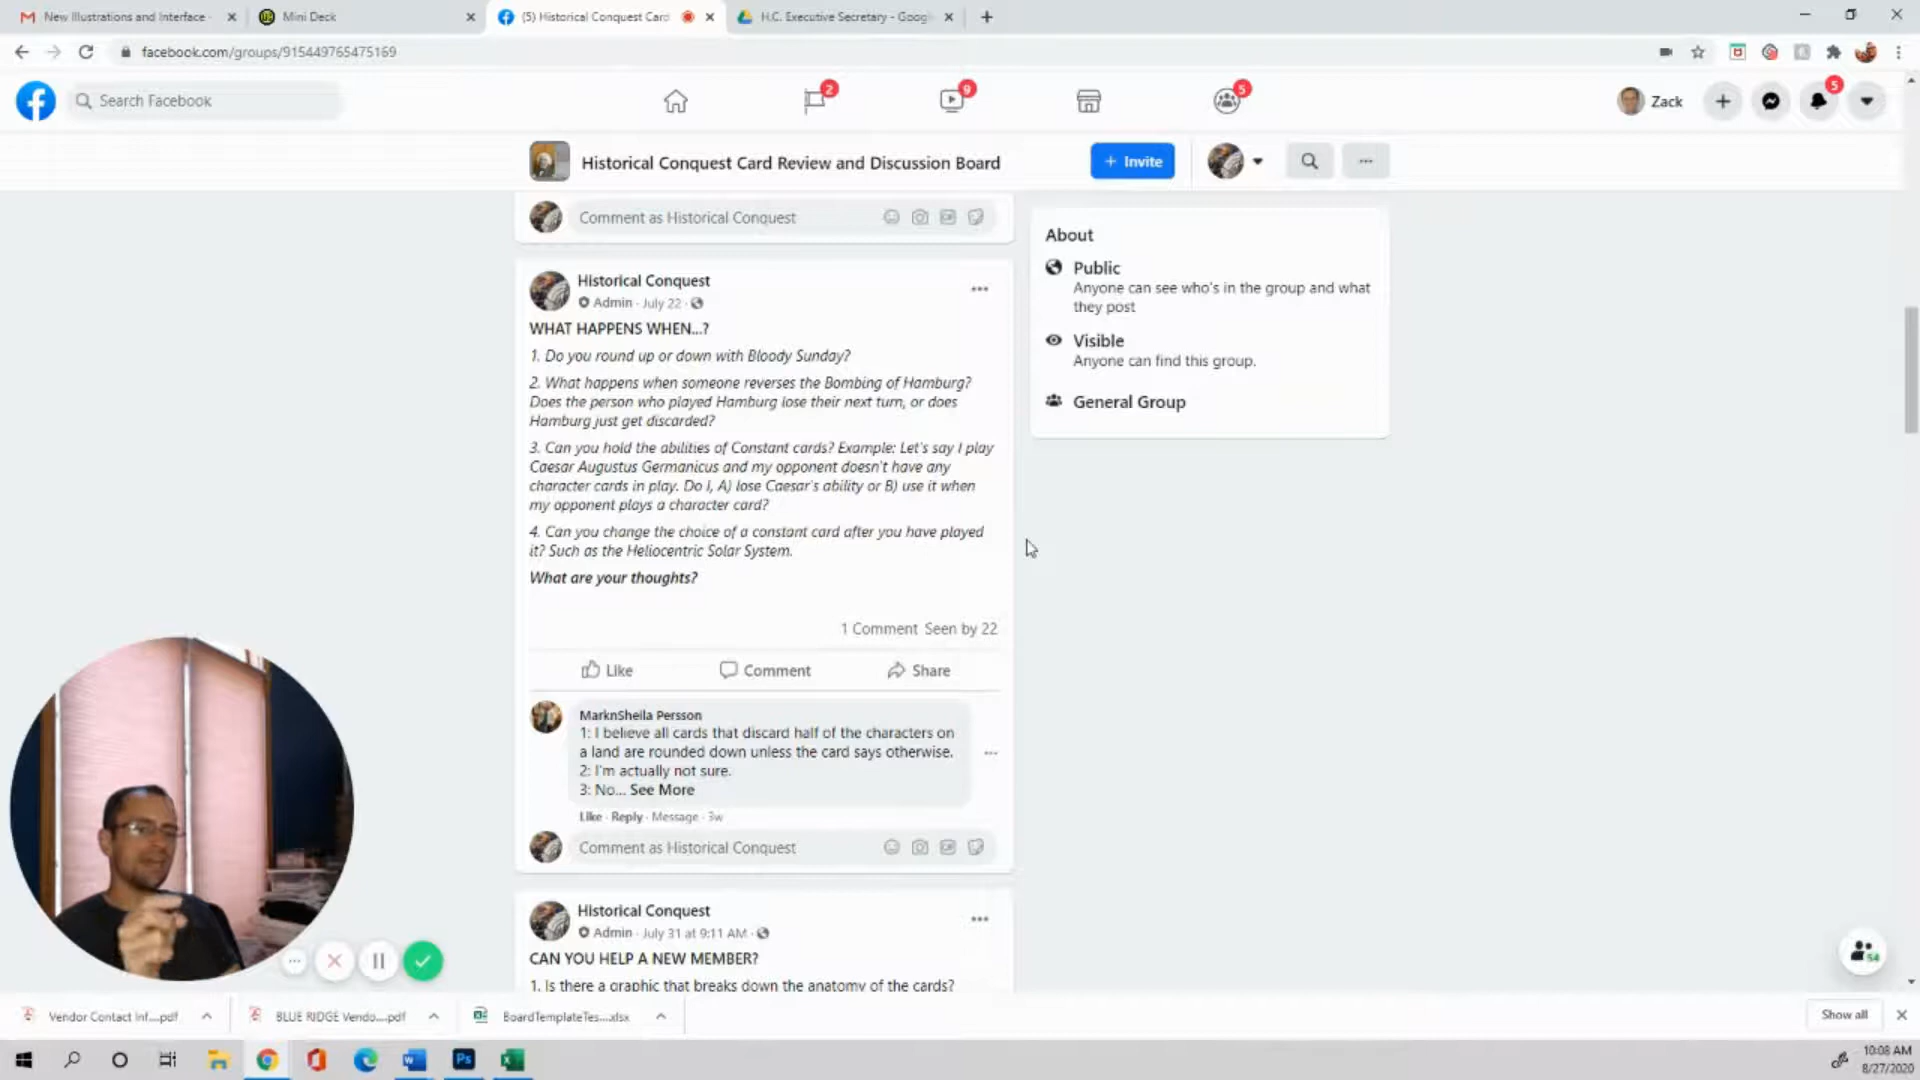 New Illustrations and Interface -
Mini Deck
(5) Historical Conquest Card
H.C. Executive Secretary - Goog
facebook.com/groups/915449765475169
Search Facebook
2
9
5
Zack
5
Historical Conquest Card Review and Discussion Board
+ Invite
Comment as Historical Conquest
Historical Conquest
Admin · July 22 ·
WHAT HAPPENS WHEN...?
1. Do you round up or down with Bloody Sunday?
2. What happens when someone reverses the Bombing of Hamburg?
Does the person who played Hamburg lose their next turn, or does
Hamburg just get discarded?
3. Can you hold the abilities of Constant cards? Example: Let's say I play
Caesar Augustus Germanicus and my opponent doesn't have any
character cards in play. Do I, A) lose Caesar's ability or B) use it when
my opponent plays a character card?
4. Can you change the choice of a constant card after you have played
it? Such as the Heliocentric Solar System.
What are your thoughts?
1 Comment Seen by 22
Like
Comment
Share
MarknSheila Persson
1: I believe all cards that discard half of the characters on
a land are rounded down unless the card says otherwise.
2: I'm actually not sure.
3: No... See More
Like · Reply · Message · 3w
Comment as Historical Conquest
Historical Conquest
Admin · July 31 at 9:11 AM ·
CAN YOU HELP A NEW MEMBER?
1. Is there a graphic that breaks down the anatomy of the cards?
About
Public
Anyone can see who's in the group and what
they post
Visible
Anyone can find this group.
General Group
54
Vendor Contact Inf....pdf
BLUE RIDGE Vendo....pdf
BoardTemplateTes....xlsx
Show all
Ps
10:08 AM
8/27/2020